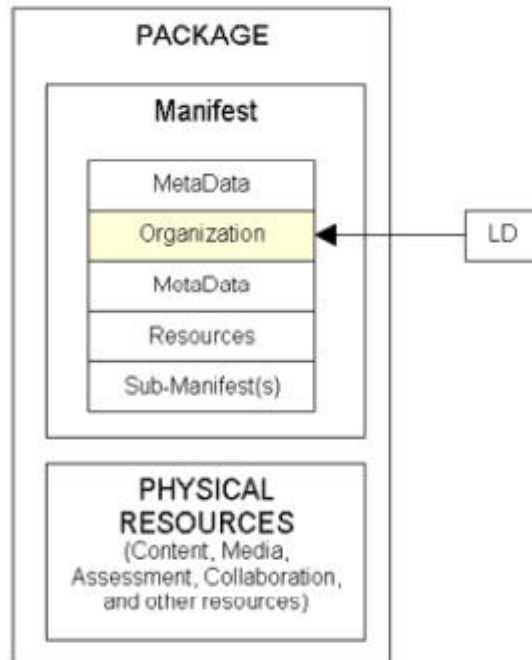 PACKAGE
Manifest
MetaData
Organization
LD
MetaData
Resources
Sub-Manifest(s)
PHYSICAL
RESOURCES
(Content, Media,
Assessment, Collaboration,
and other resources)